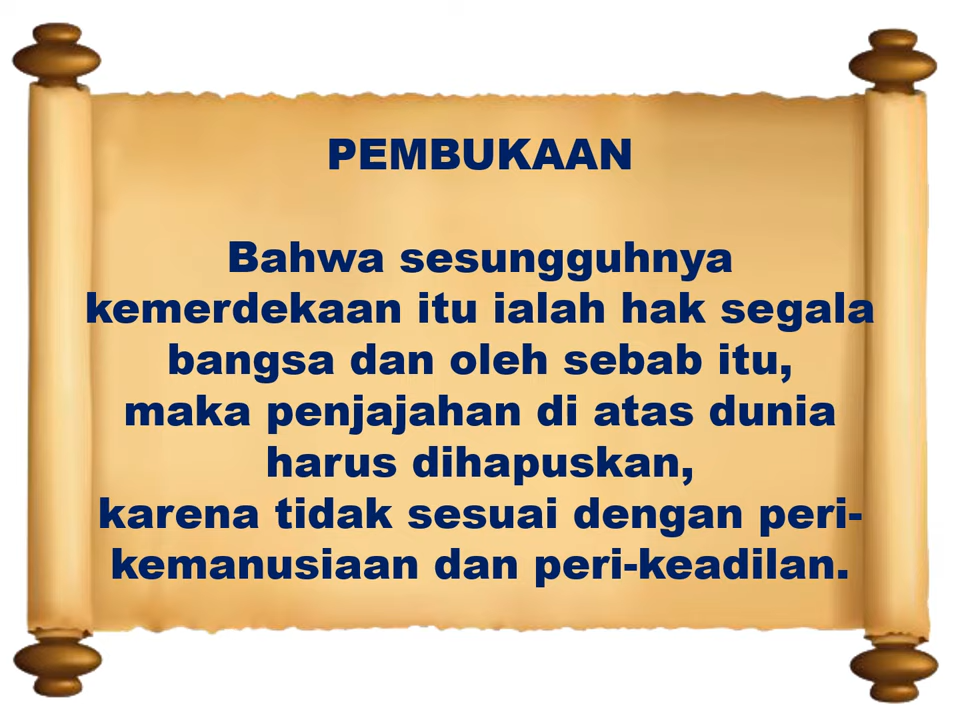 PEMBUKAAN
Bahwa sesungguhnya
kemerdekaan itu ialah hak segala
bangsa dan oleh sebab itu,
maka penjajahan di atas dunia
harus dihapuskan,
karena tidak sesuai dengan peri-
kemanusiaan dan peri-keadilan.